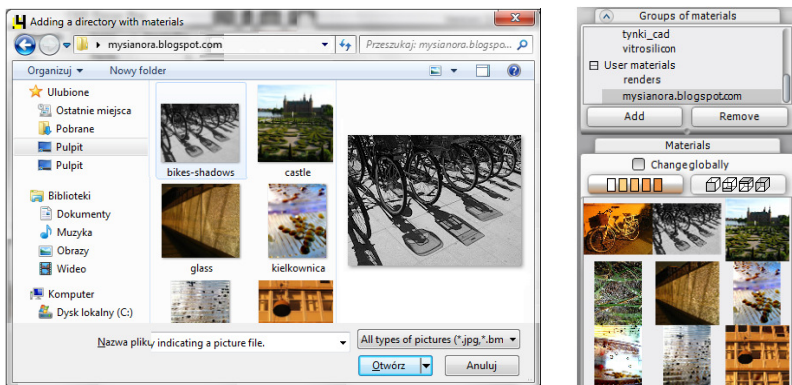 Adding a directory with materials
mysianora.blogspot.com
Przeszukaj: mysianora.blogspo...
Organizuj
Nowy folder
Ulubione
Ostatnie miejsca
Pobrane
Pulpit
Pulpit
Biblioteki
Dokumenty
Muzyka
Obrazy
Wideo
Komputer
Dysk lokalny (C:)
bikes-shadows
castle
glass
kielkownica
Nazwa pliku
indicating a picture file.
All types of pictures (*.jpg,*.bm
Otwórz
Anuluj
Groups of materials
tynki_cad
vitrosilicon
User materials
renders
mysianora.blogspot.com
Add
Remove
Materials
Change globally